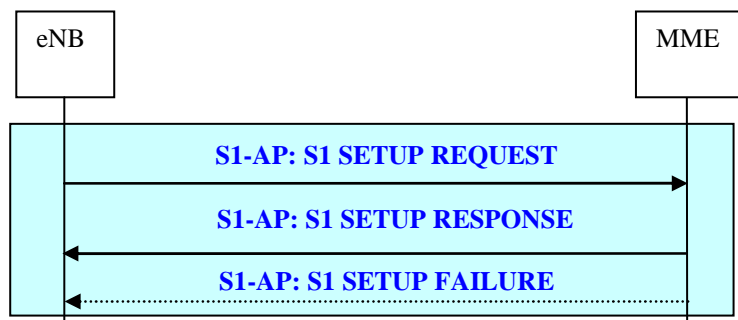 eNB
MME
S1-AP: S1 SETUP REQUEST
S1-AP: S1 SETUP RESPONSE
S1-AP: S1 SETUP FAILURE